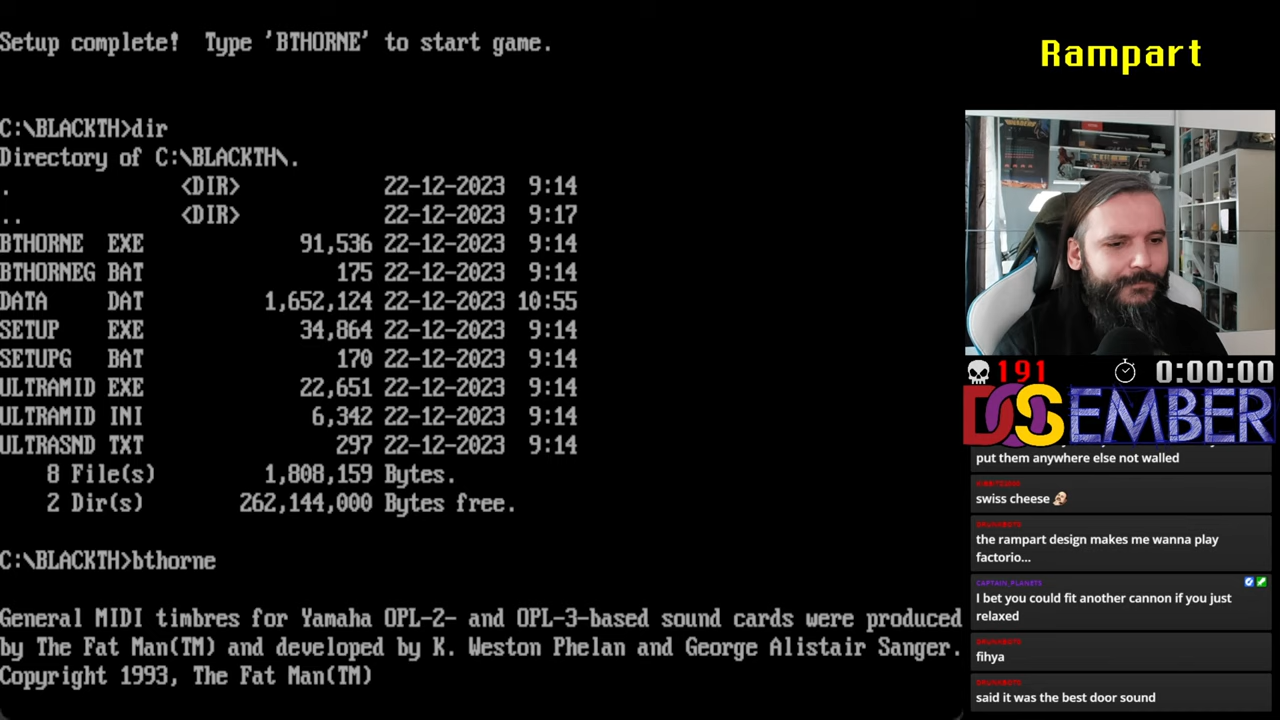 Setup complete! Type 'BTHORNE' to start game.
C:\BLACKTH>dir
Directory of C:\BLACKTH\.
. <DIR> 22-12-2023 9:14
.. <DIR> 22-12-2023 9:17
BTHORNE EXE 91,536 22-12-2023 9:14
BTHORNEG BAT 175 22-12-2023 9:14
DATA DAT 1,652,124 22-12-2023 10:55
SETUP EXE 34,864 22-12-2023 9:14
SETUPG BAT 170 22-12-2023 9:14
ULTRAMID EXE 22,651 22-12-2023 9:14
ULTRAMID INI 6,342 22-12-2023 9:14
ULTRASND TXT 297 22-12-2023 9:14
8 File(s) 1,808,159 Bytes.
2 Dir(s) 262,144,000 Bytes free.
C:\BLACKTH>bthorne
General MIDI timbres for Yamaha OPL-2- and OPL-3-based sound cards were produced
by The Fat Man(TM) and developed by K. Weston Phelan and George Alistair Sanger.
Copyright 1993, The Fat Man(TM)
Rampart
191 0:00:00
DOSEMBER
put them anywhere else not walled
swiss cheese
the rampart design makes me wanna play
factorio...
CAPTAIN_PLANET5
I bet you could fit another cannon if you just
relaxed
fihya
said it was the best door sound